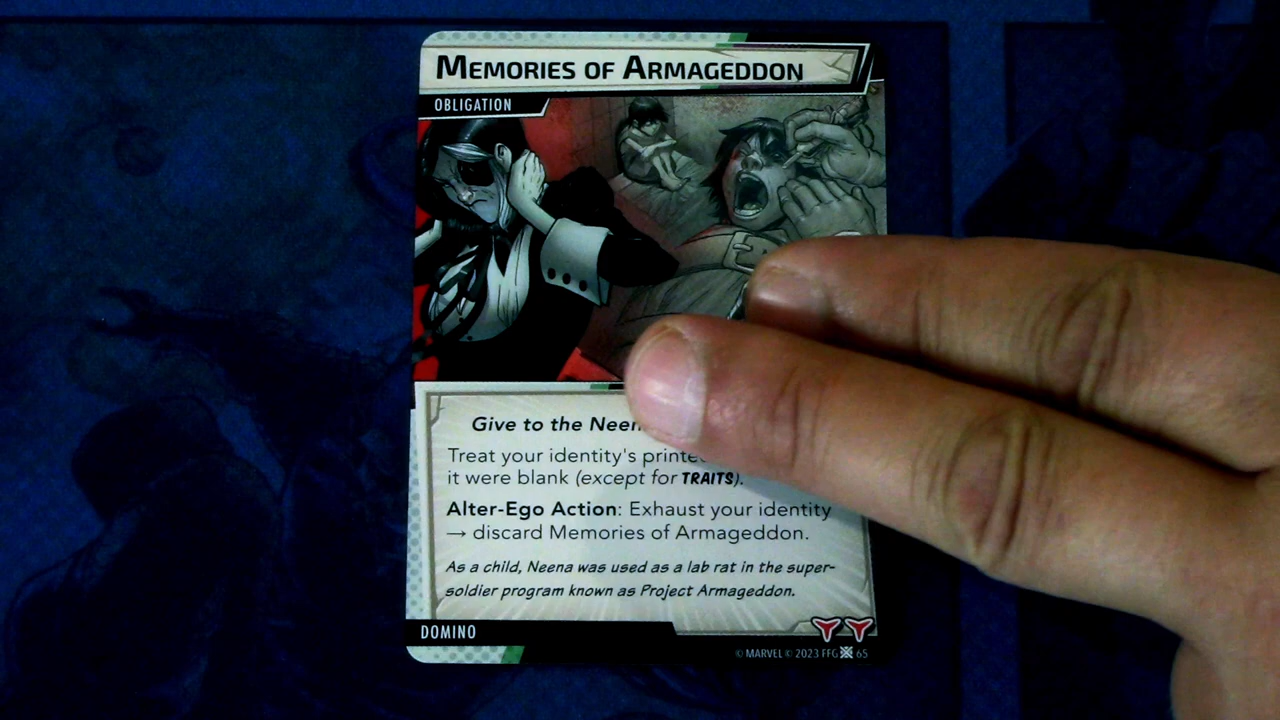 MEMORIES OF ARMAGEDDON
OBLIGATION
Give to the
Treat your identity's
it were blank (except for TRAITS).
Alter-Ego Action: Exhaust your identity
→ discard Memories of Armageddon.
As a child, Neena was used as a lab rat in the super-
soldier program known as Project Armageddon.
DOMINO
© MARVEL © 2023 FFG 65